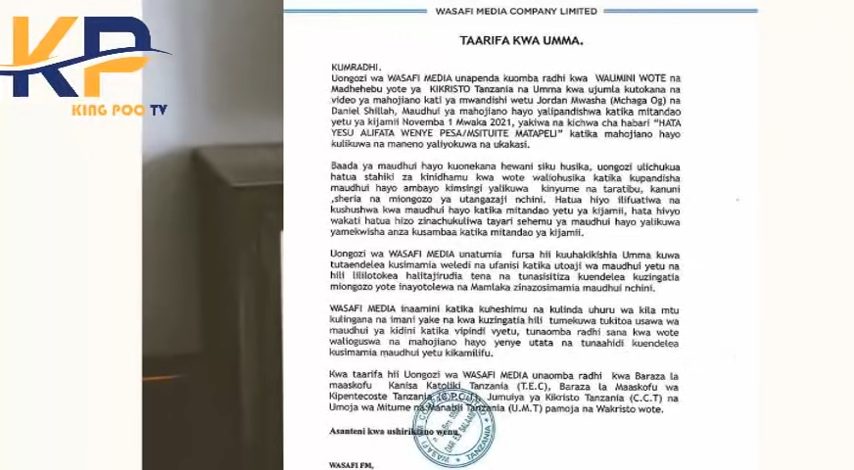 WASAFI MEDIA COMPANY LIMITED
TAARIFA KWA UMMA.
KP
KING POO TV
KUMRADHI,
Uongozi wa WASAFI MEDIA unapenda kuomba radhi kwa WAUMINI WOTE na
Madhehebu yote ya KIKRISTO Tanzania na Umma kwa ujumla kutokana na
video ya mahojiano kati ya mwandishi wetu Jordan Mwasha (Mchaga Og) na
Daniel Shillah, Maudhui ya mahojiano hayo yalipandishwa katika mitandao
yetu ya kijamii Novemba 1 Mwaka 2021, yakiwa na kichwa cha habari "HATA
YESU ALIFATA WENYE PESA/MSITUITE MATAPELI" katika mahojiano hayo
kulikuwa na maneno yaliyokuwa na ukakasi.
Baada ya maudhui hayo kuonekana hewani siku husika, uongozi ulichukua
hatua stahiki za kinidhamu kwa wote waliohusika katika kupandisha
maudhui hayo ambayo kimsingi yalikuwa kinyume na taratibu, kanuni
,sheria na miongozo ya utangazaji nchini. Hatua hiyo ilifuatiwa na
kushushwa kwa maudhui hayo katika mitandao yetu ya kijamii, hata hivyo
wakati hatua hizo zinachukuliwa tayari sehemu ya maudhui hayo yalikuwa
yamekwisha anza kusambaa katika mitandao ya kijamii.
Uongozi wa WASAFI MEDIA unatumia fursa hii kuuhakikishia Umma kuwa
tutaendelea kusimamia weledi na ufanisi katika utoaji wa maudhui yetu na
hili lililotokea halitajirudia tena na tunasisitiza kuendelea kuzingatia
miongozo yote inayotolewa na Mamlaka zinazosimamia maudhui nchini.
WASAFI MEDIA inaamini katika kuheshimu na kulinda uhuru wa kila mtu
kulingana na imani yake na kwa kuzingatia hili tumekuwa tukitoa usawa wa
maudhui ya kidini katika vipindi vyetu, tunaomba radhi sana kwa wote
walioguswa na mahojiano hayo yenye utata na tunaahidi kuendelea
kusimamia maudhui yetu kikamilifu.
Kwa taarifa hii Uongozi wa WASAFI MEDIA unaomba radhi kwa Baraza la
maaskofu Kanisa Katoliki Tanzania (T.E.C), Baraza la Maaskofu wa
Kipentecoste Tanzania (C.P.C.T), Jumuiya ya Kikristo Tanzania (C.C.T) na
Umoja wa Mitume na Manabii Tanzania (U.M.T) pamoja na Wakristo wote.
Asanteni kwa ushirikiano wenu
WASAFI FM,